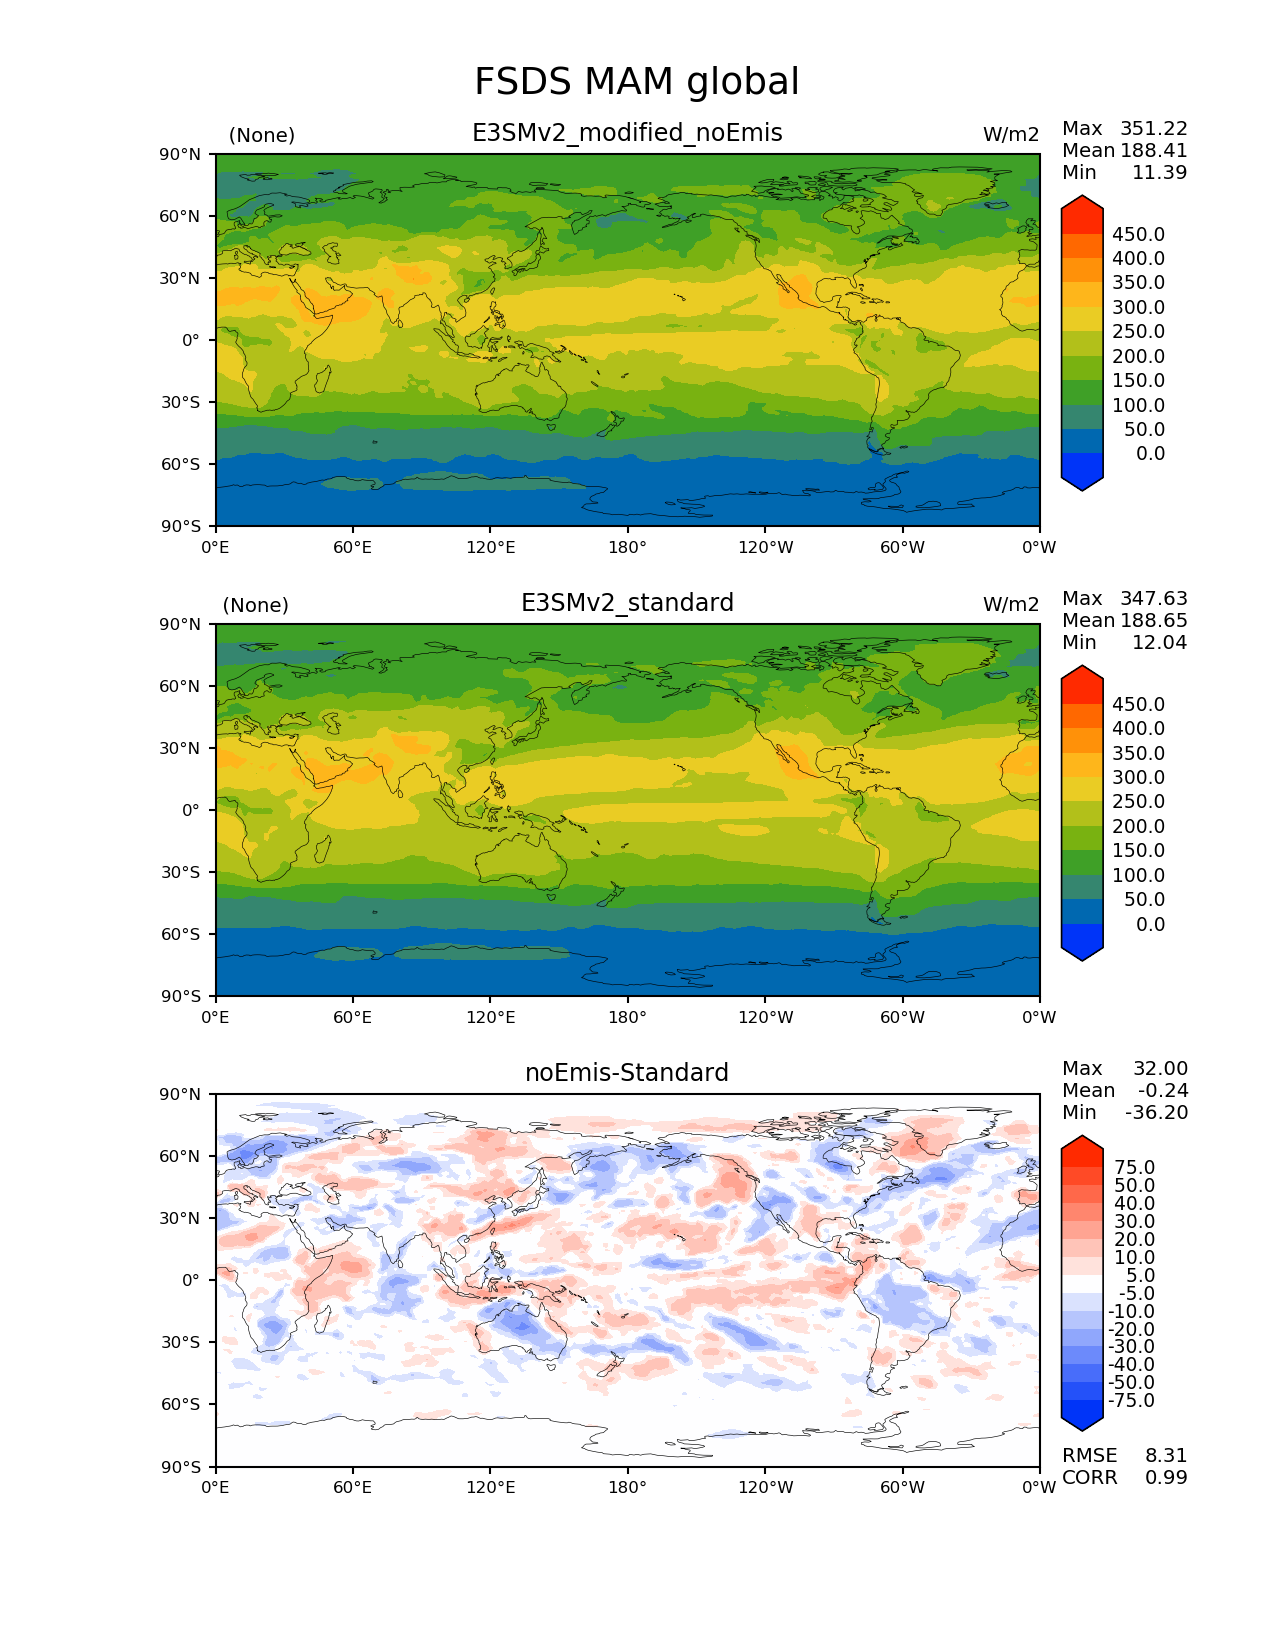 FSDS MAM global
(None) E3SMv2_modified_noEmis W/m2
Max 351.22
Mean 188.41
Min 11.39
90°N
60°N
30°N
0°
30°S
60°S
90°S
0°E 60°E 120°E 180° 120°W 60°W 0°W
450.0
400.0
350.0
300.0
250.0
200.0
150.0
100.0
50.0
0.0
(None) E3SMv2_standard W/m2
Max 347.63
Mean 188.65
Min 12.04
90°N
60°N
30°N
0°
30°S
60°S
90°S
0°E 60°E 120°E 180° 120°W 60°W 0°W
450.0
400.0
350.0
300.0
250.0
200.0
150.0
100.0
50.0
0.0
noEmis-Standard
Max 32.00
Mean -0.24
Min -36.20
90°N
60°N
30°N
0°
30°S
60°S
90°S
0°E 60°E 120°E 180° 120°W 60°W 0°W
75.0
50.0
40.0
30.0
20.0
10.0
5.0
-5.0
-10.0
-20.0
-30.0
-40.0
-50.0
-75.0
RMSE 8.31
CORR 0.99